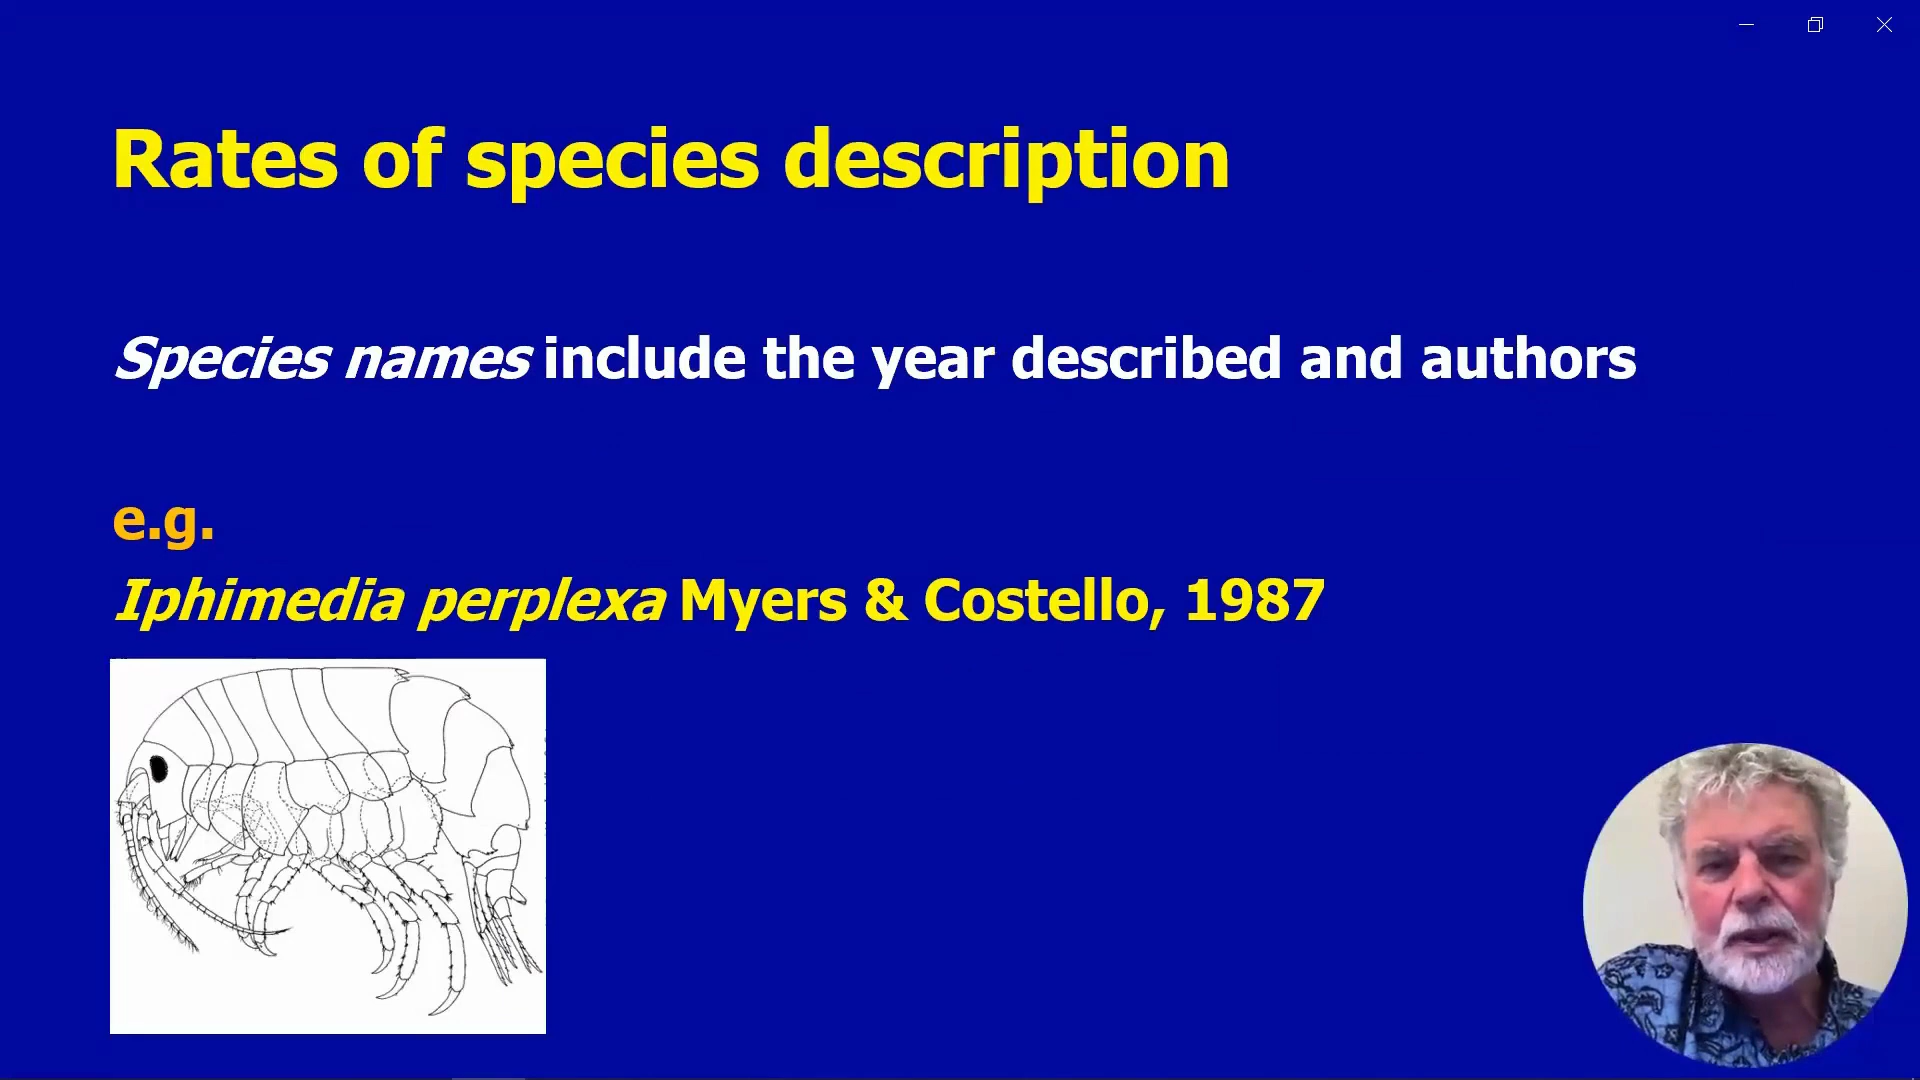 Rates of species description
Species names include the year described and authors
e.g.
Iphimedia perplexa Myers & Costello, 1987